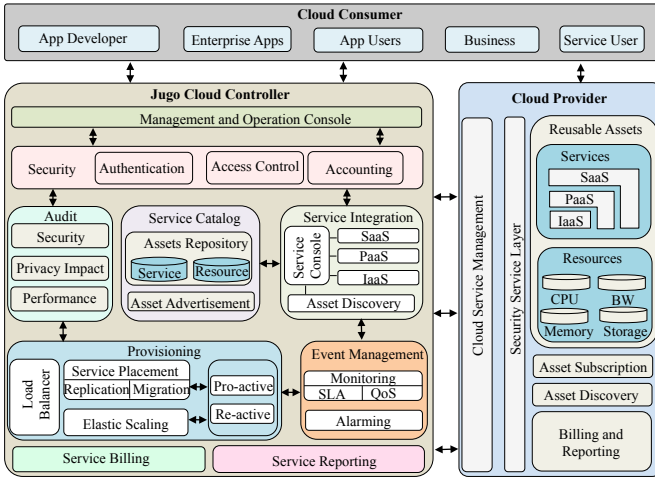 Cloud Consumer
App Developer
Enterprise Apps
App Users
Business
Service User
Jugo Cloud Controller
Management and Operation Console
Security
Authentication
Access Control
Accounting
Audit
Security
Privacy Impact
Performance
Service Catalog
Assets Repository
Service
Resource
Asset Advertisement
Service Integration
Service
Console
SaaS
PaaS
IaaS
Asset Discovery
Provisioning
Load
Balancer
Service Placement
Replication
Migration
Elastic Scaling
Pro-active
Re-active
Event Management
Monitoring
SLA
QoS
Alarming
Service Billing
Service Reporting
Cloud Provider
Cloud Service Management
Security Service Layer
Reusable Assets
Services
SaaS
PaaS
IaaS
Resources
CPU
BW
Memory
Storage
Asset Subscription
Asset Discovery
Billing and
Reporting